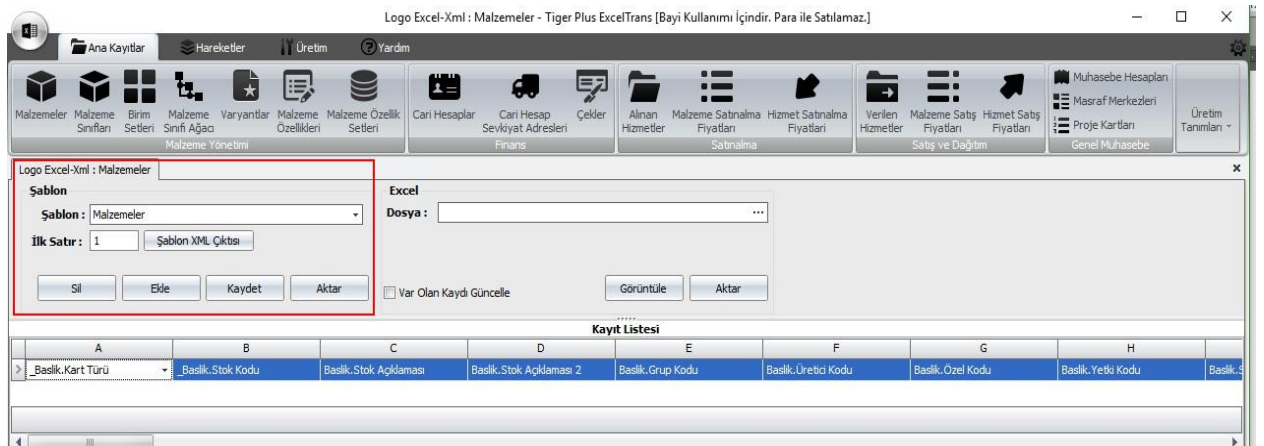 Logo Excel-Xml : Malzemeler - Tiger Plus ExcelTrans [Bayi Kullanımı İçindir. Para ile Satılamaz.]
Ana Kayıtlar Hareketler Üretim Yardım
Malzemeler Malzeme Sınıfları Birim Setleri Malzeme Sınıfı Ağacı Varyantlar Malzeme Özellikleri Malzeme Özellik Setleri
Malzeme Yönetimi
Cari Hesaplar Cari Hesap Sevkiyat Adresleri Çekler
Finans
Alınan Hizmetler Malzeme Satınalma Fiyatları Hizmet Satınalma Fiyatlari
Satınalma
Verilen Hizmetler Malzeme Satış Fiyatları Hizmet Satış Fiyatları
Satış ve Dağıtım
Muhasebe Hesapları
Masraf Merkezleri
Proje Kartları
Genel Muhasebe
Üretim Tanımları
Logo Excel-Xml : Malzemeler
Şablon
Şablon : Malzemeler
İlk Satır : 1 Şablon XML Çıktısı
Sil Ekle Kaydet Aktar
Excel
Dosya : ...
Var Olan Kaydı Güncelle Görüntüle Aktar
Kayıt Listesi
A B C D E F G H
_Baslik.Kart Türü _Baslik.Stok Kodu Baslik.Stok Açıklaması Baslik.Stok Açıklaması 2 Baslik.Grup Kodu Baslik.Üretici Kodu Baslik.Özel Kodu Baslik.Yetki Kodu Baslik.S